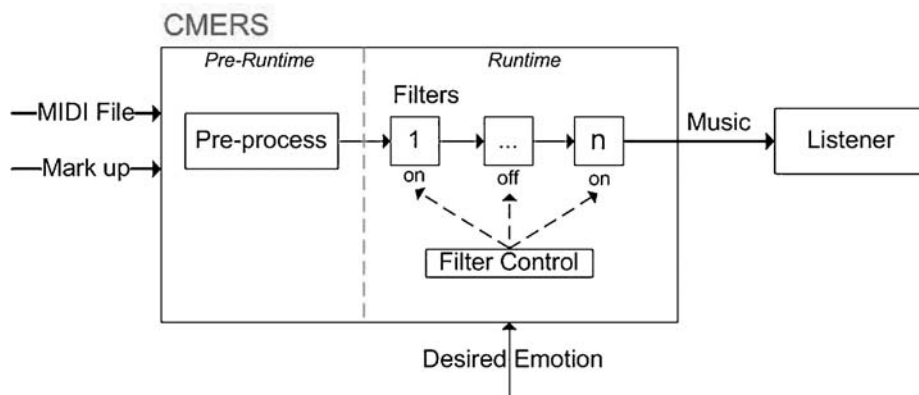 CMERS
Pre-Runtime
Runtime
MIDI File
Mark up
Pre-process
Filters
1
...
n
on
off
on
Filter Control
Music
Listener
Desired Emotion